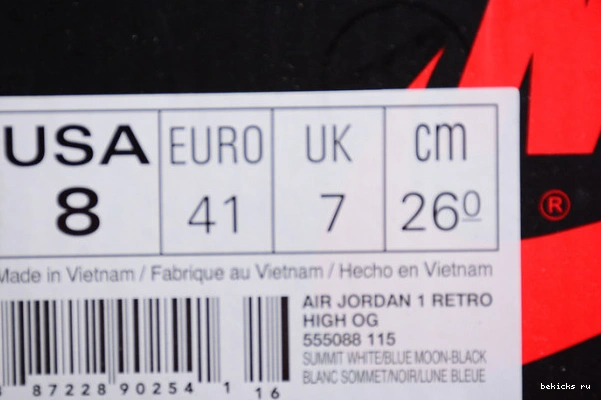 USA EURO UK cm
8 41 7 26⁰
Made in Vietnam / Fabrique au Vietnam / Hecho en Vietnam
AIR JORDAN 1 RETRO
HIGH OG
555088 115
SUMMIT WHITE/BLUE MOON-BLACK
BLANC SOMMET/NOIR/LUNE BLEUE
87228 90254 1 16
®
bekicks ru